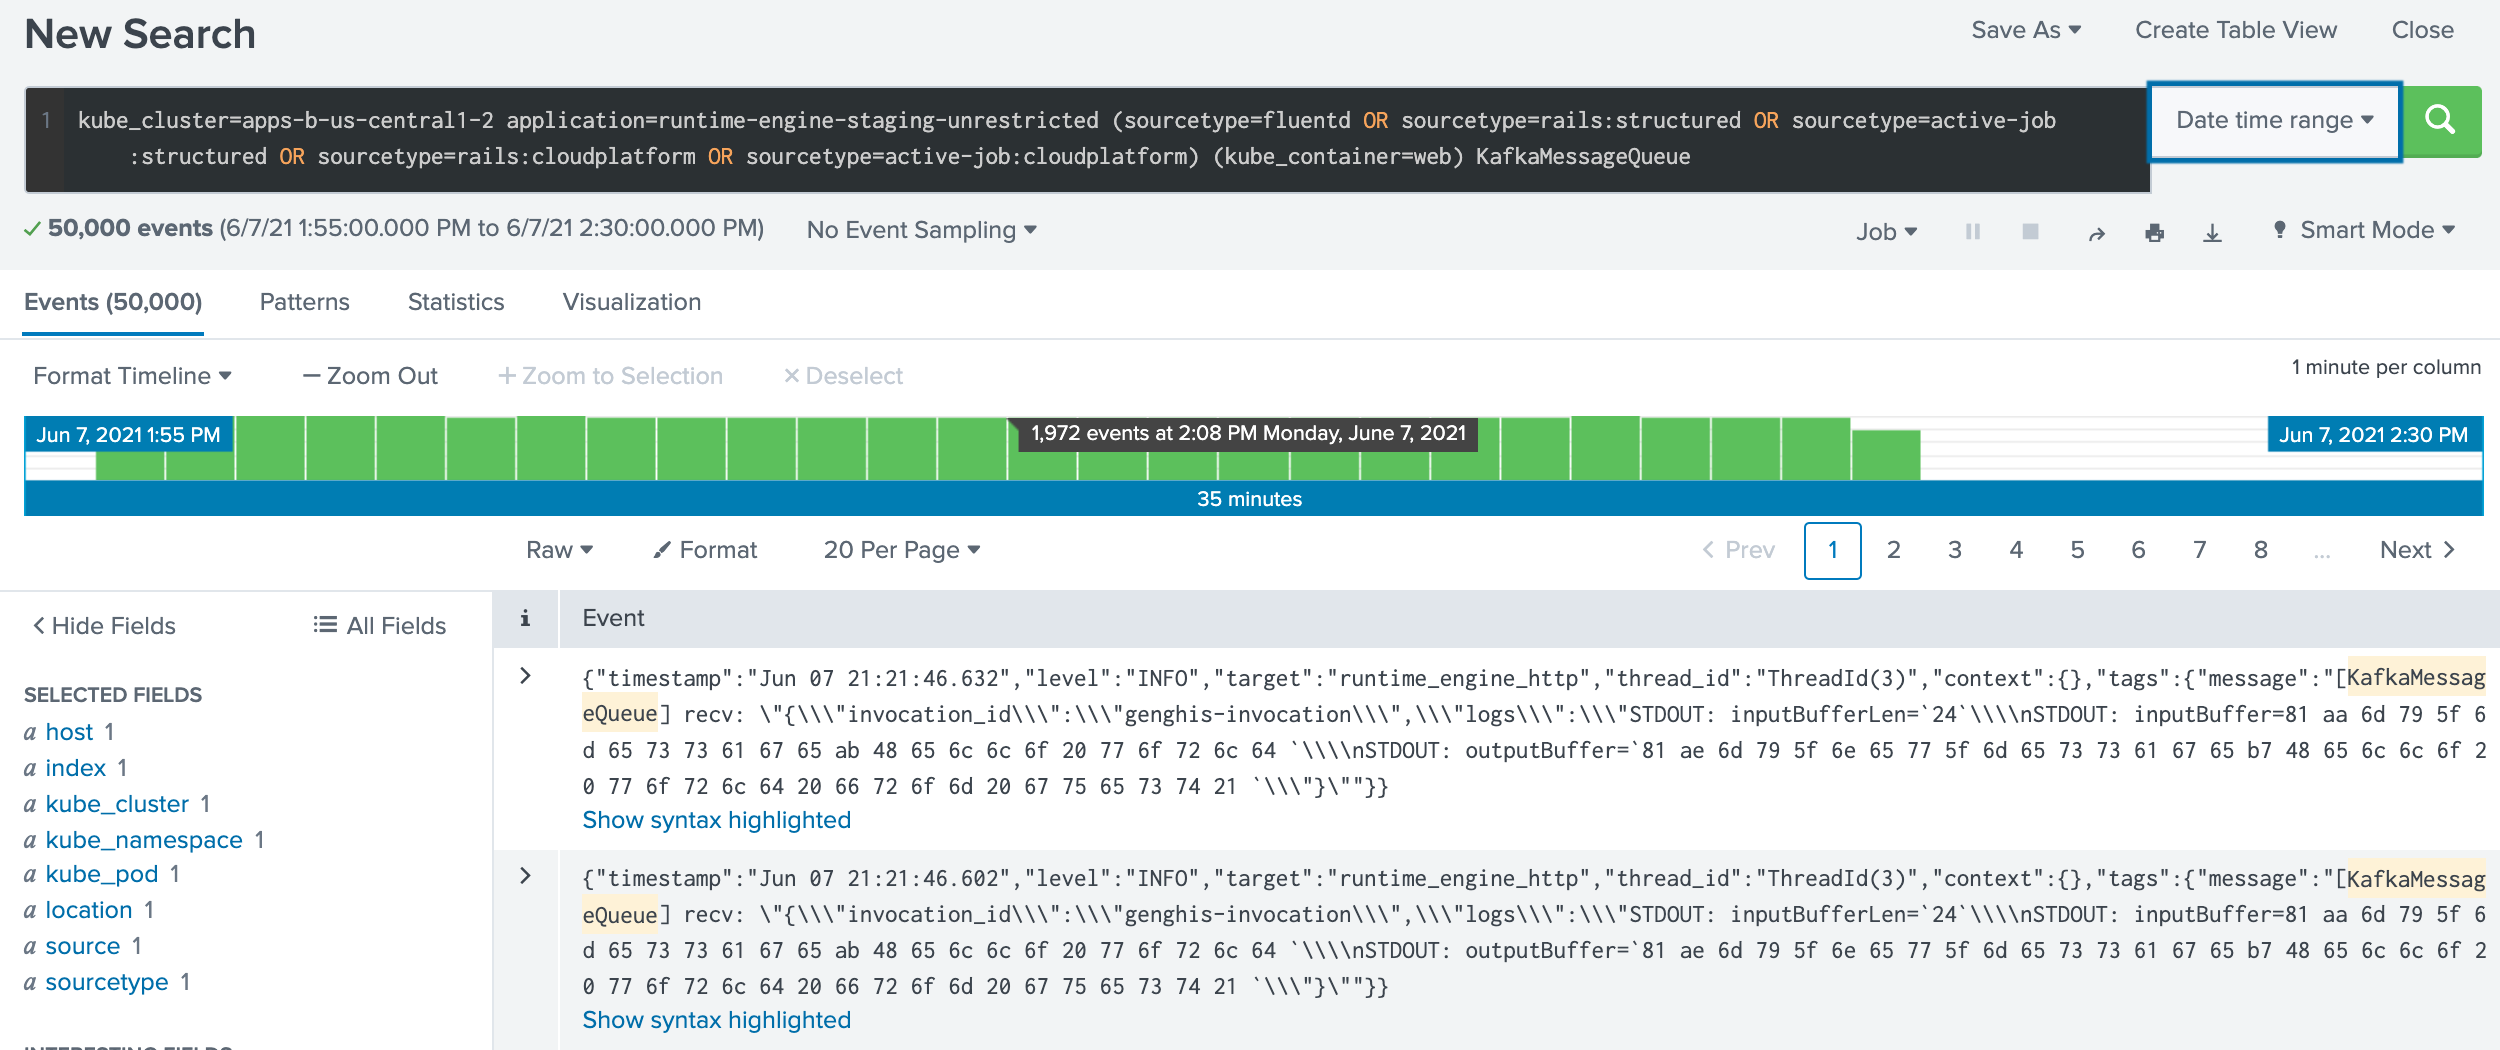 New Search
Save As
Create Table View
Close
1
kube_cluster=apps-b-us-central1-2 application=runtime-engine-staging-unrestricted (sourcetype=fluentd OR sourcetype=rails:structured OR sourcetype=active-job
:structured OR sourcetype=rails:cloudplatform OR sourcetype=active-job:cloudplatform) (kube_container=web) KafkaMessageQueue
Date time range
50,000 events (6/7/21 1:55:00.000 PM to 6/7/21 2:30:00.000 PM)
No Event Sampling
Job
Smart Mode
Events (50,000)
Patterns
Statistics
Visualization
Format Timeline
— Zoom Out
+ Zoom to Selection
× Deselect
1 minute per column
Jun 7, 2021 1:55 PM
1,972 events at 2:08 PM Monday, June 7, 2021
Jun 7, 2021 2:30 PM
35 minutes
Raw
Format
20 Per Page
< Prev
1
2
3
4
5
6
7
8
...
Next >
< Hide Fields
All Fields
i
Event
SELECTED FIELDS
a host 1
a index 1
a kube_cluster 1
a kube_namespace 1
a kube_pod 1
a location 1
a source 1
a sourcetype 1
INTERESTING FIELDS
{"timestamp":"Jun 07 21:21:46.632","level":"INFO","target":"runtime_engine_http","thread_id":"ThreadId(3)","context":{},"tags":{"message":"[KafkaMessag
eQueue] recv: \"{\\\"invocation_id\\\":\\\"genghis-invocation\\\",\\\"logs\\\":\\\"STDOUT: inputBufferLen=`24`\\\\nSTDOUT: inputBuffer=81 aa 6d 79 5f 6
d 65 73 73 61 67 65 ab 48 65 6c 6c 6f 20 77 6f 72 6c 64 `\\\\nSTDOUT: outputBuffer=`81 ae 6d 79 5f 6e 65 77 5f 6d 65 73 73 61 67 65 b7 48 65 6c 6c 6f 2
0 77 6f 72 6c 64 20 66 72 6f 6d 20 67 75 65 73 74 21 `\\\"}\""}}
Show syntax highlighted
{"timestamp":"Jun 07 21:21:46.602","level":"INFO","target":"runtime_engine_http","thread_id":"ThreadId(3)","context":{},"tags":{"message":"[KafkaMessag
eQueue] recv: \"{\\\"invocation_id\\\":\\\"genghis-invocation\\\",\\\"logs\\\":\\\"STDOUT: inputBufferLen=`24`\\\\nSTDOUT: inputBuffer=81 aa 6d 79 5f 6
d 65 73 73 61 67 65 ab 48 65 6c 6c 6f 20 77 6f 72 6c 64 `\\\\nSTDOUT: outputBuffer=`81 ae 6d 79 5f 6e 65 77 5f 6d 65 73 73 61 67 65 b7 48 65 6c 6c 6f 2
0 77 6f 72 6c 64 20 66 72 6f 6d 20 67 75 65 73 74 21 `\\\"}\""}}
Show syntax highlighted